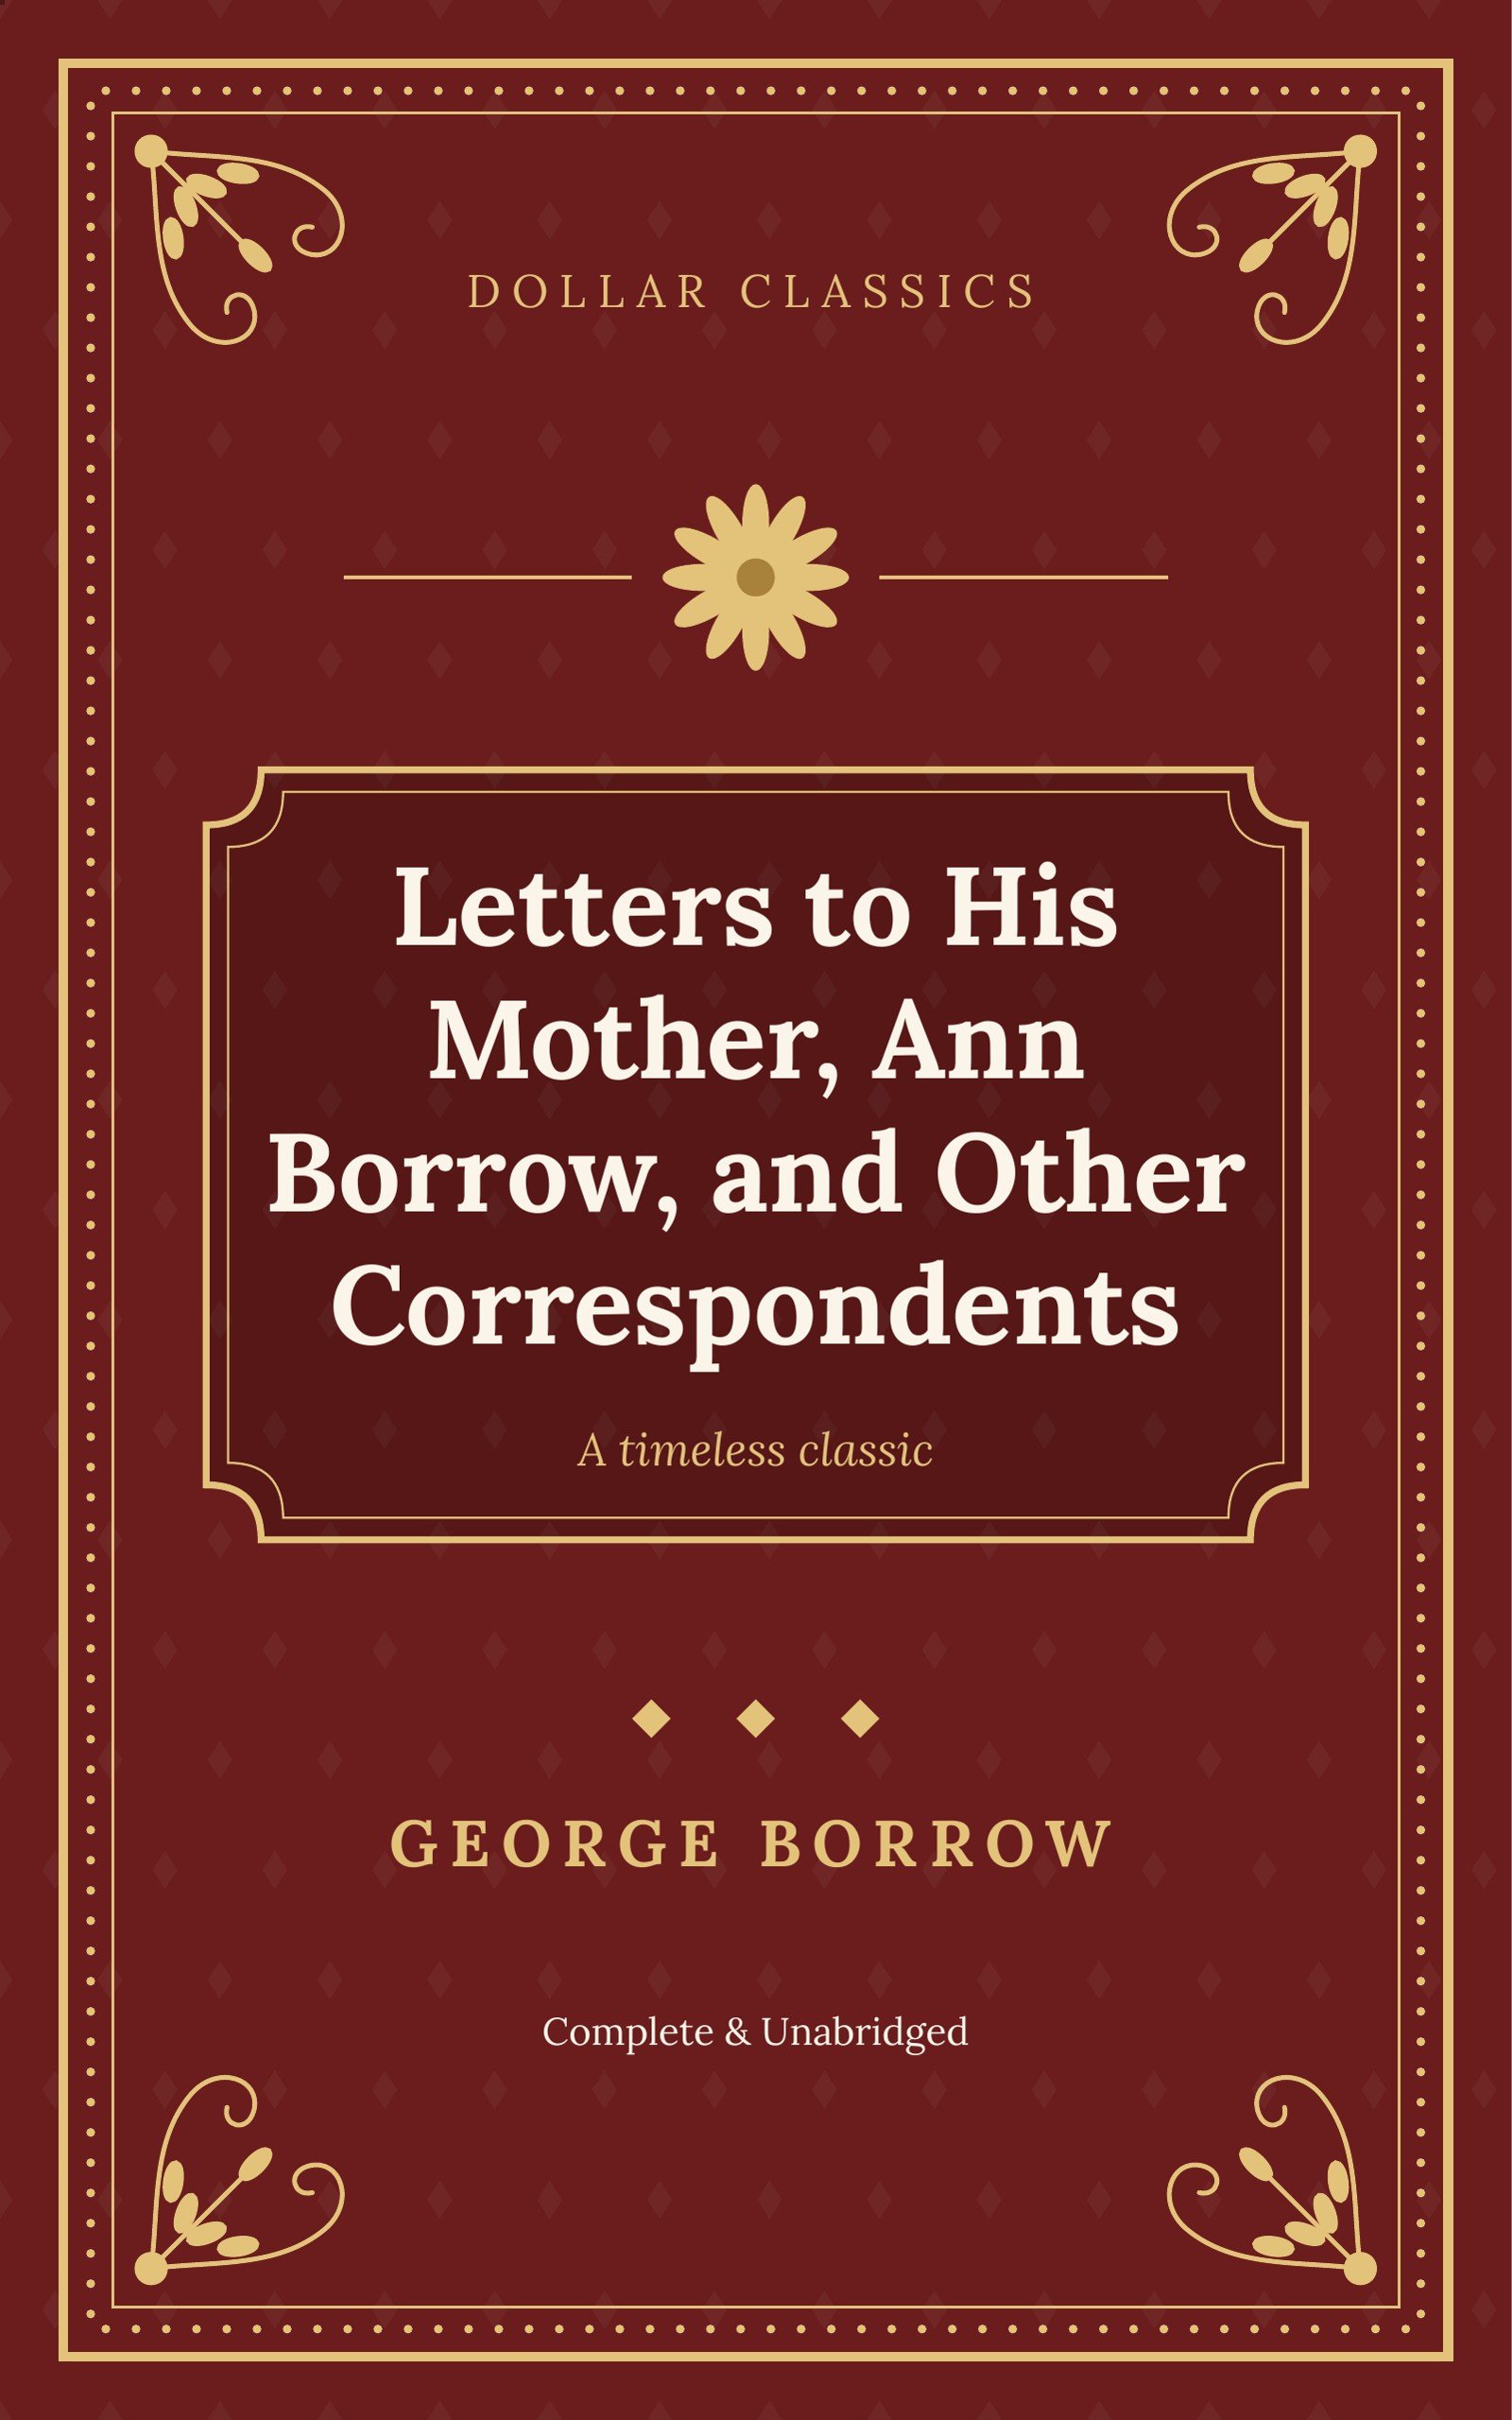 DOLLAR CLASSICS
Letters to His
Mother, Ann
Borrow, and Other
Correspondents
A timeless classic
GEORGE BORROW
Complete & Unabridged